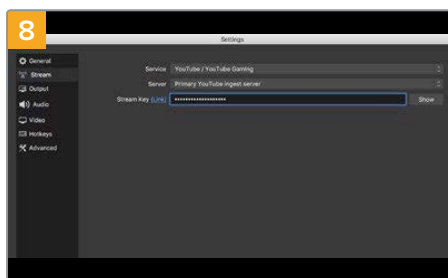 8
Settings
General
Stream
Output
Audio
Video
Hotkeys
Advanced
Service YouTube / YouTube Gaming
Server Primary YouTube ingest server
Stream Key (Link) •••••••••••••••••••• Show